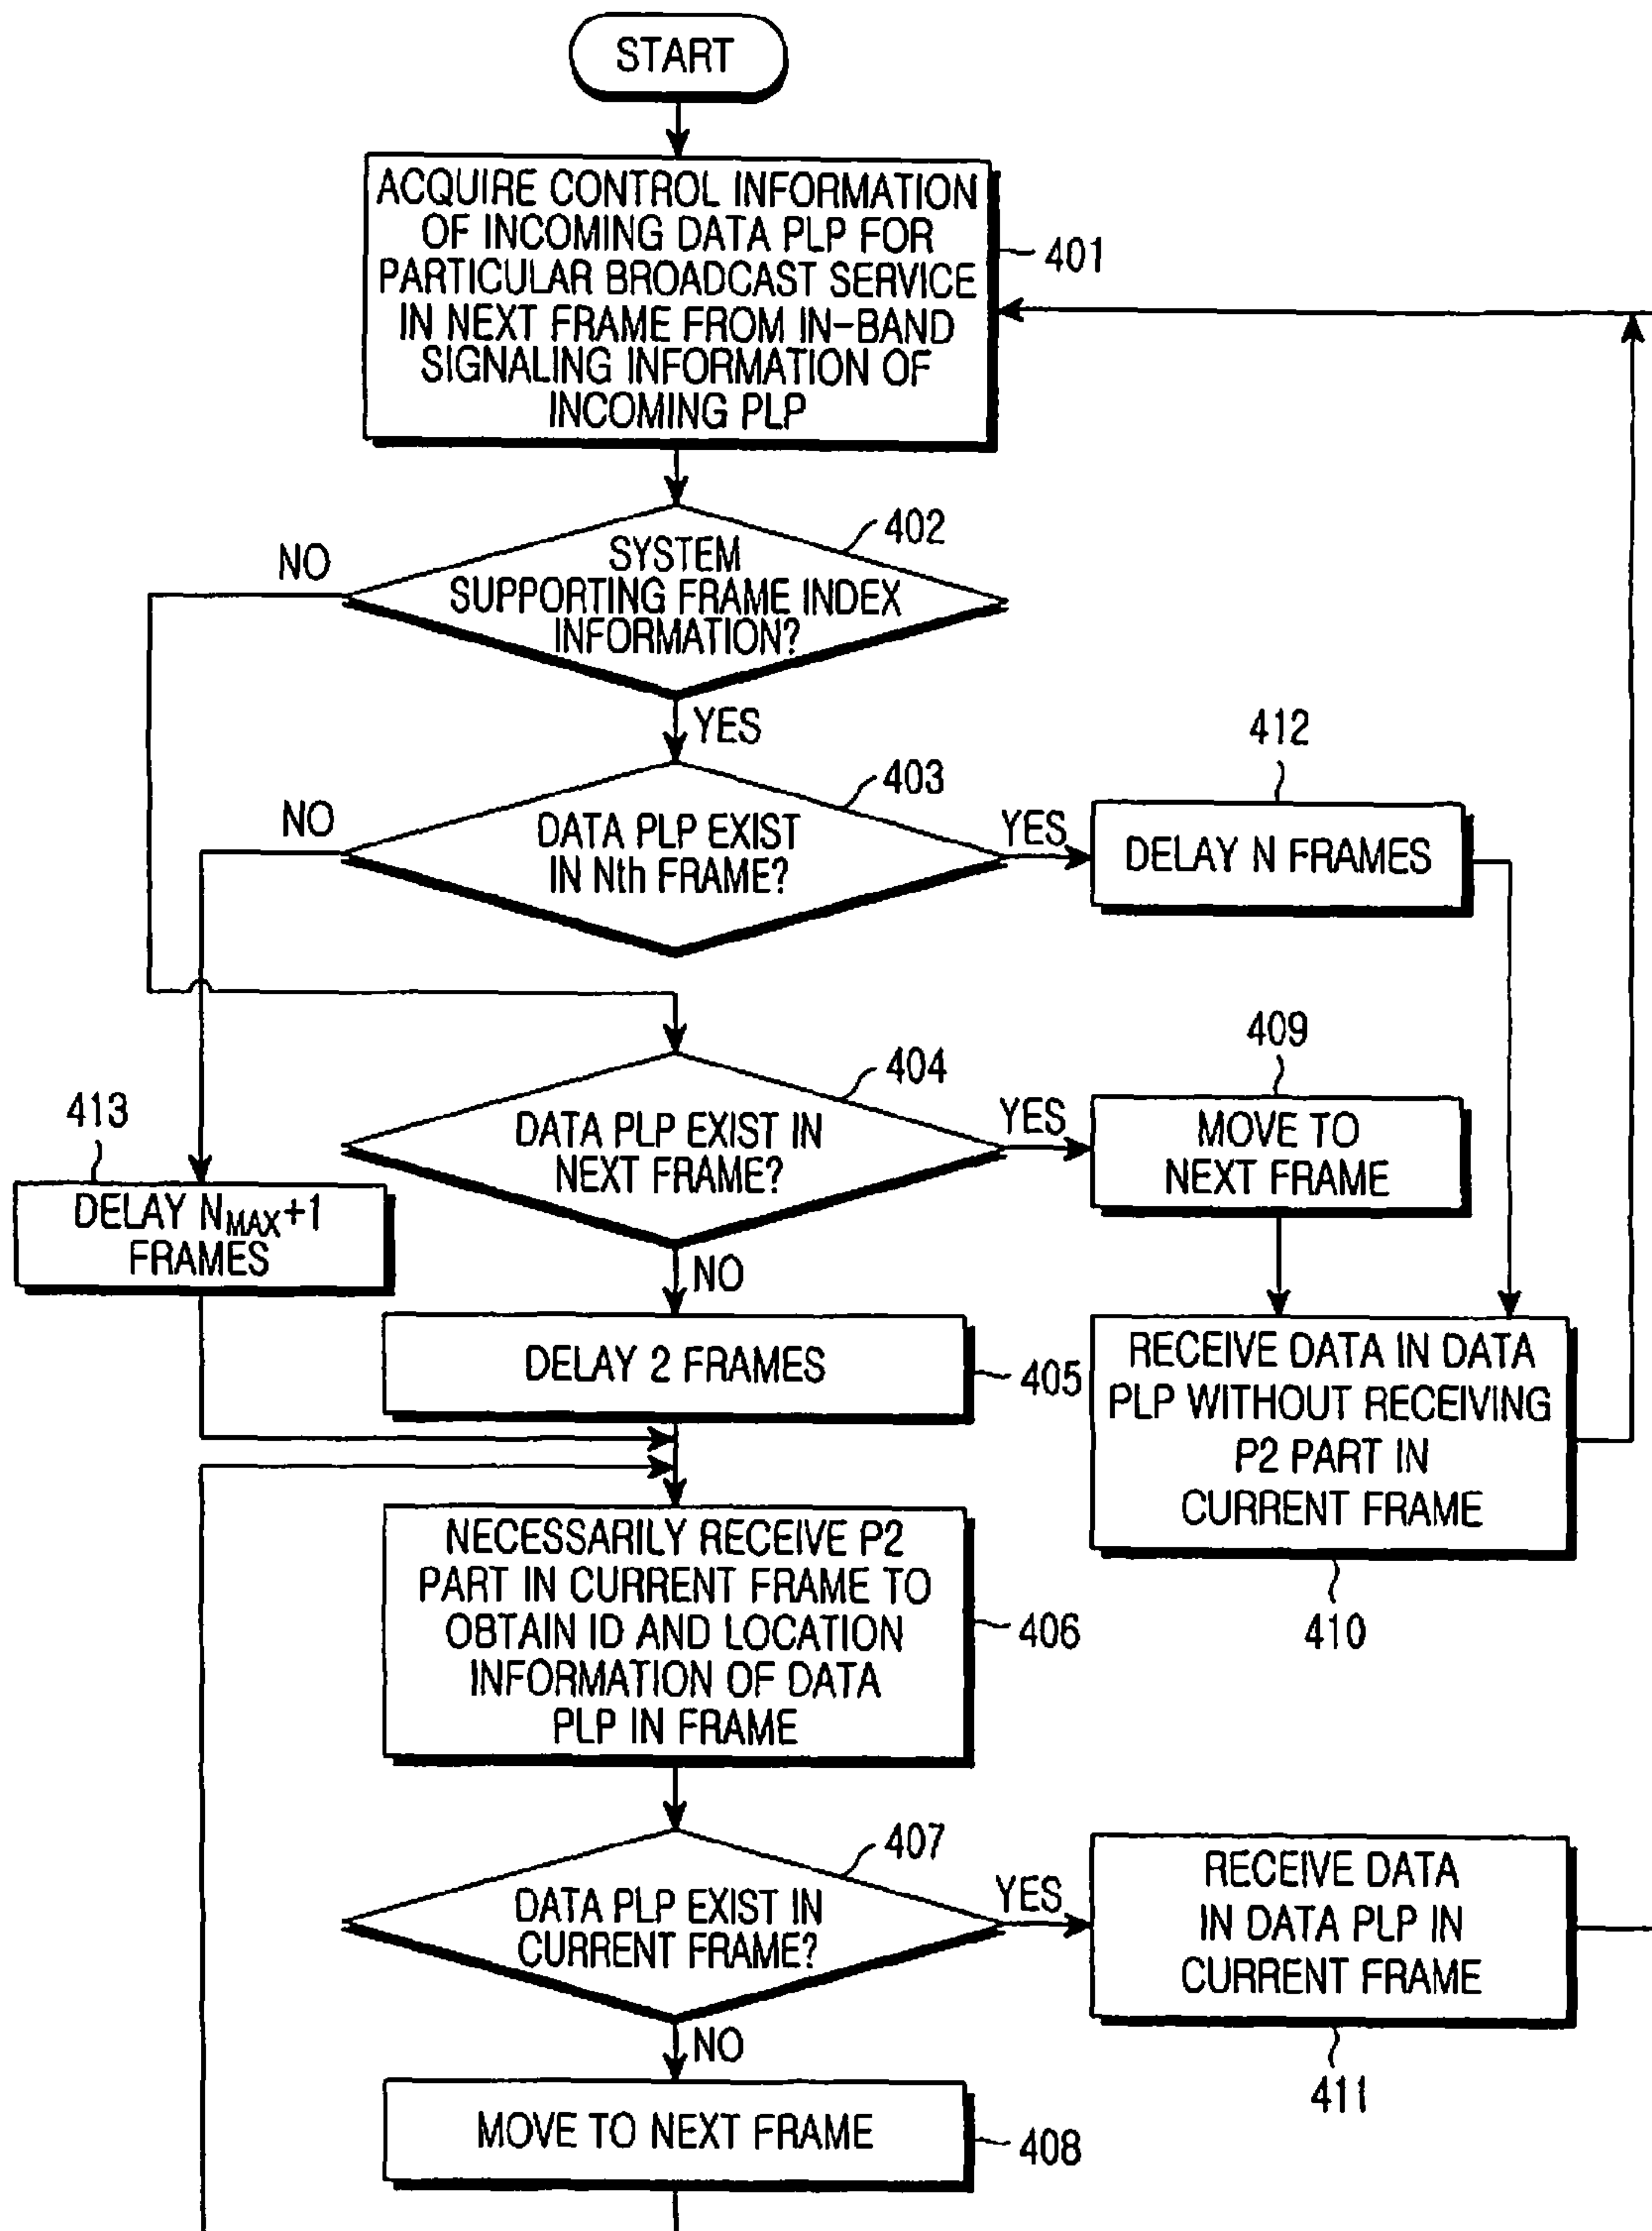 START
ACQUIRE CONTROL INFORMATION
OF INCOMING DATA PLP FOR
PARTICULAR BROADCAST SERVICE
IN NEXT FRAME FROM IN-BAND
SIGNALING INFORMATION OF
INCOMING PLP
401
402
NO
SYSTEM
SUPPORTING FRAME INDEX
INFORMATION?
YES
403
NO
DATA PLP EXIST
IN Nth FRAME?
YES
412
DELAY N FRAMES
404
DATA PLP EXIST IN
NEXT FRAME?
YES
409
MOVE TO
NEXT FRAME
413
DELAY NMAX+1
FRAMES
NO
DELAY 2 FRAMES
405
RECEIVE DATA IN DATA
PLP WITHOUT RECEIVING
P2 PART IN
CURRENT FRAME
410
NECESSARILY RECEIVE P2
PART IN CURRENT FRAME TO
OBTAIN ID AND LOCATION
INFORMATION OF DATA
PLP IN FRAME
406
407
DATA PLP EXIST IN
CURRENT FRAME?
YES
RECEIVE DATA
IN DATA PLP IN
CURRENT FRAME
411
NO
MOVE TO NEXT FRAME
408